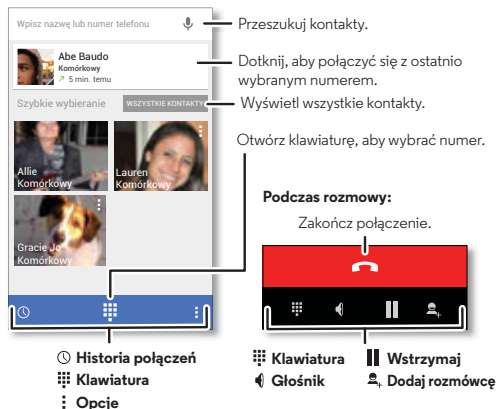 Wpisz nazwę lub numer telefonu
Przeszukuj kontakty.
Abe Baudo
Komórkowy
5 min. temu
Dotknij, aby połączyć się z ostatnio
wybranym numerem.
Szybkie wybieranie
WSZYSTKIE KONTAKTY
Wyświetl wszystkie kontakty.
Otwórz klawiaturę, aby wybrać numer.
Allie
Komórkowy
Lauren
Komórkowy
Gracie Jo
Komórkowy
Podczas rozmowy:
Zakończ połączenie.
Historia połączeń
Klawiatura
Opcje
Klawiatura
Wstrzymaj
Głośnik
Dodaj rozmówcę